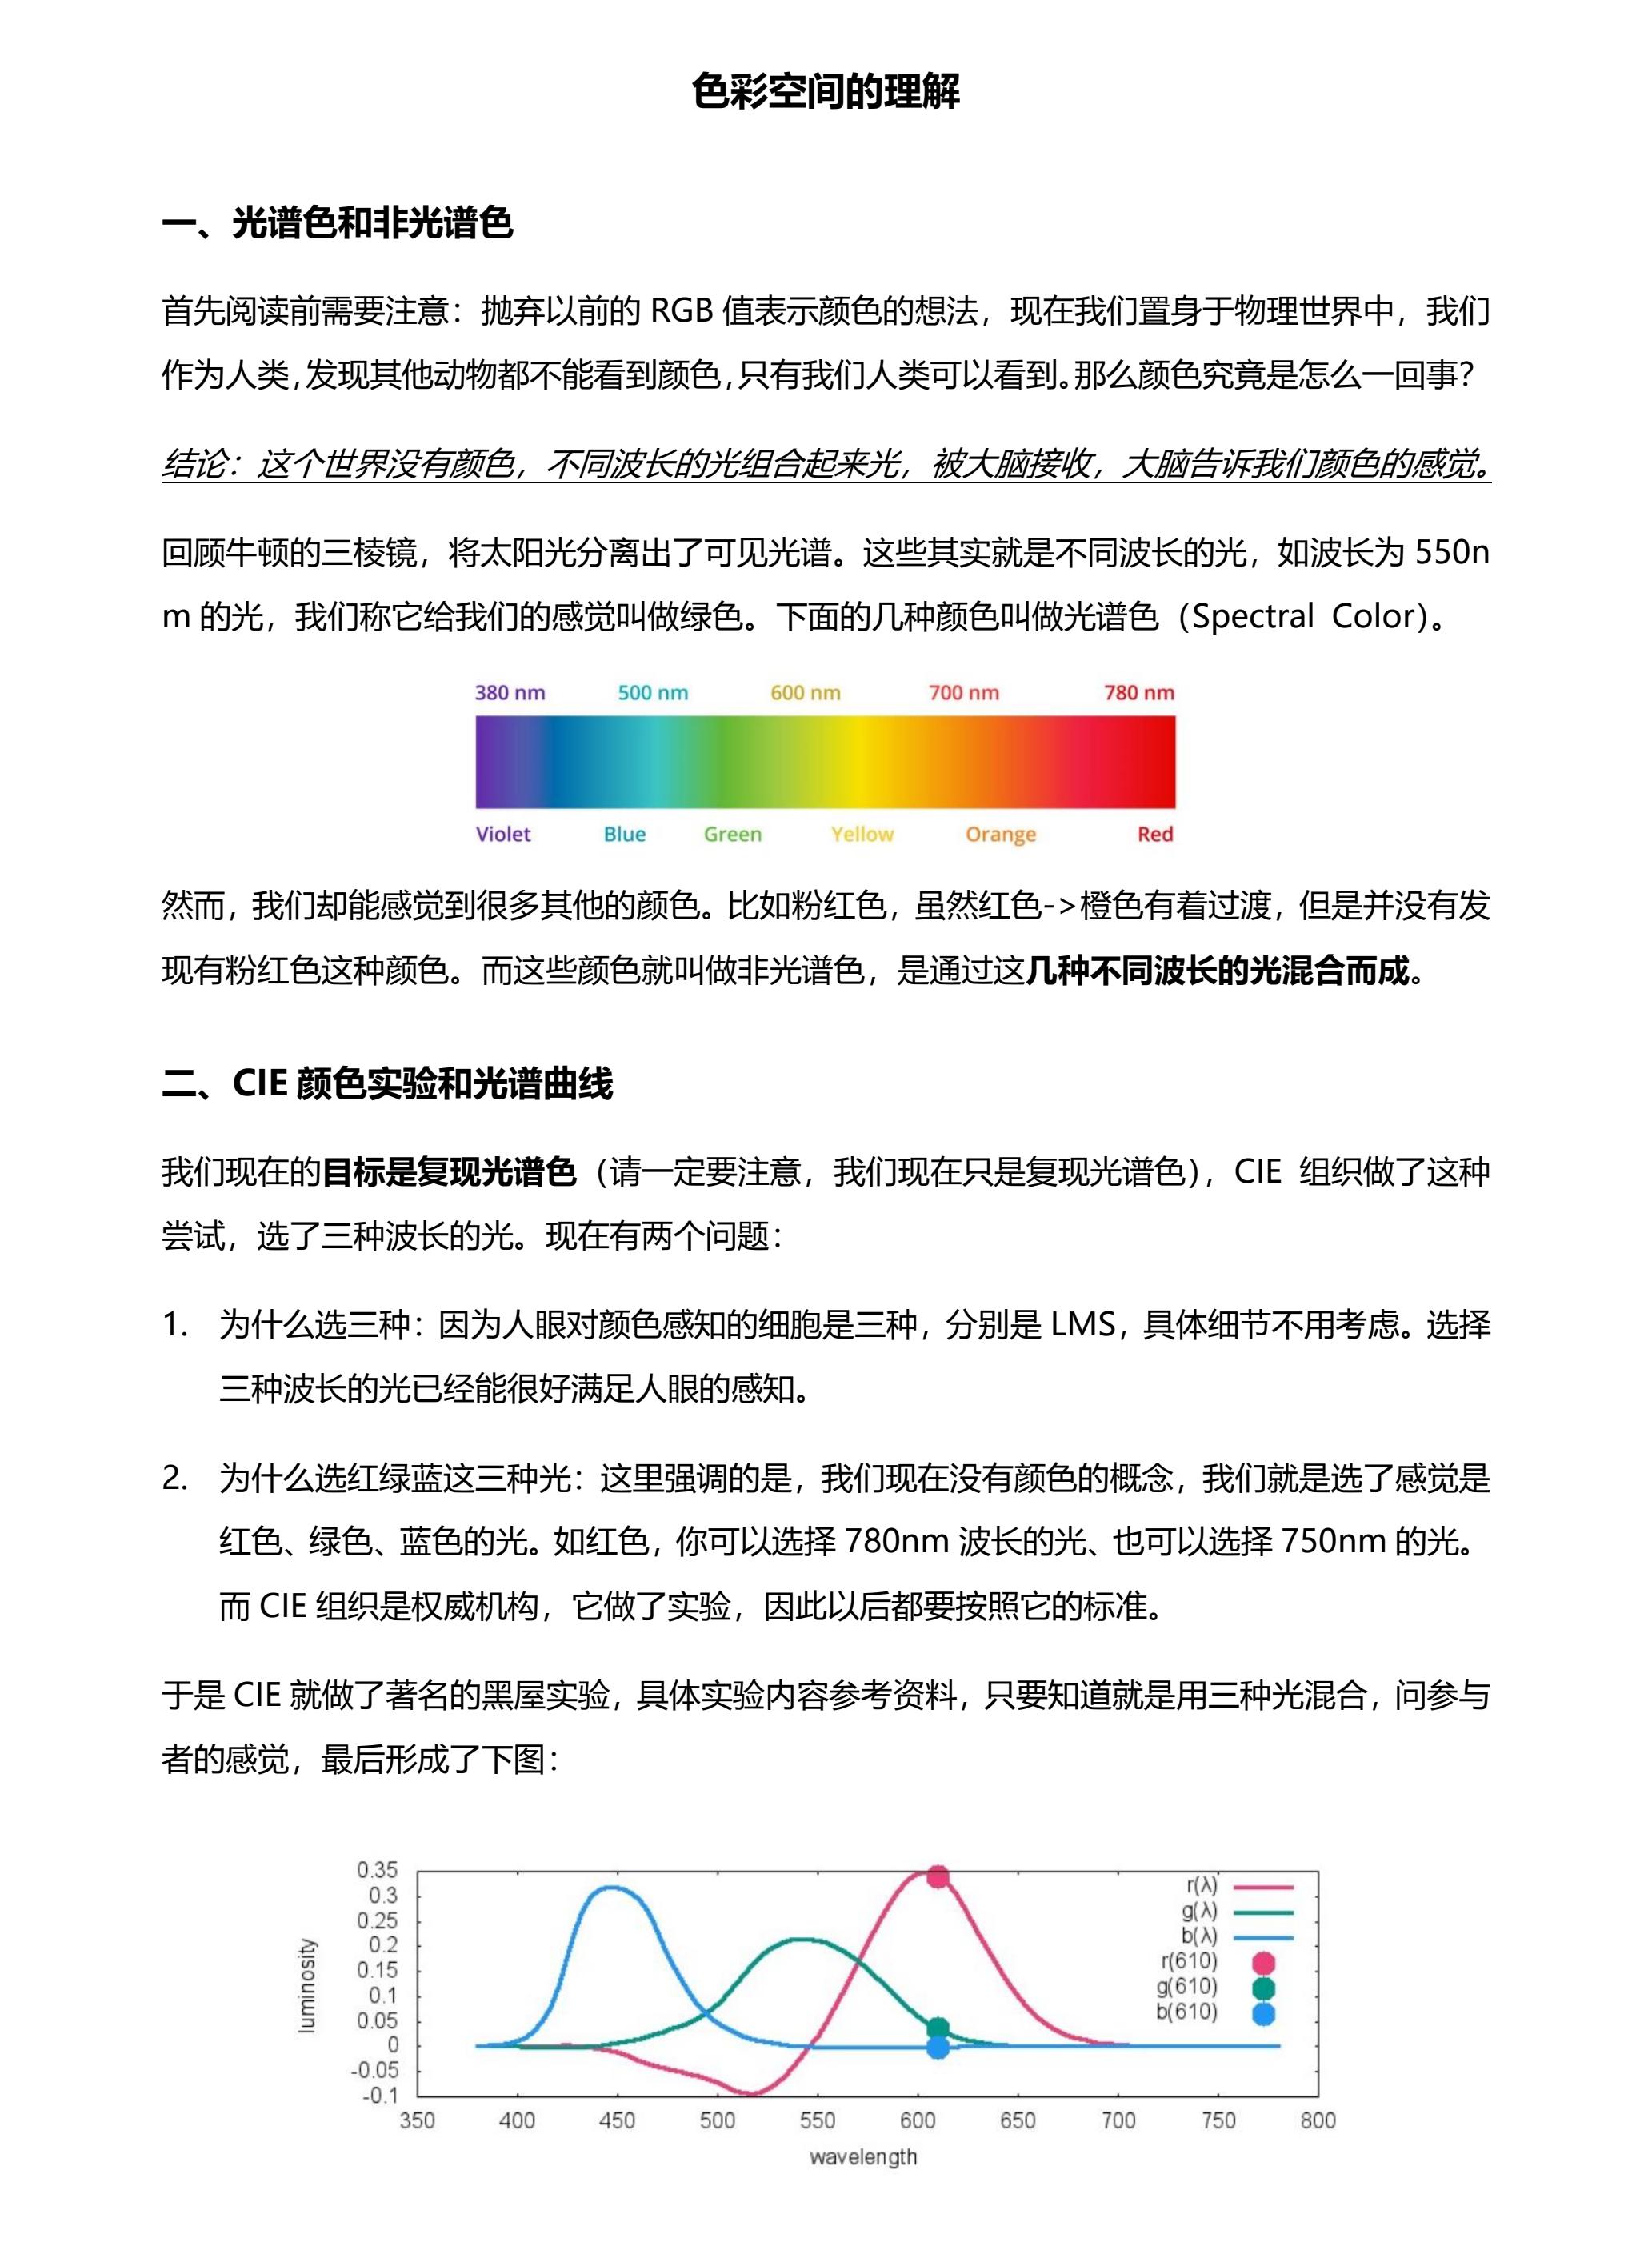 色彩空间的理解
一、光谱色和非光谱色
首先阅读前需要注意：抛弃以前的 RGB 值表示颜色的想法，现在我们置身于物理世界中，我们
作为人类，发现其他动物都不能看到颜色，只有我们人类可以看到。那么颜色究竟是怎么一回事？
结论：这个世界没有颜色，不同波长的光组合起来光，被大脑接收，大脑告诉我们颜色的感觉。
回顾牛顿的三棱镜，将太阳光分离出了可见光谱。这些其实就是不同波长的光，如波长为 550n
m 的光，我们称它给我们的感觉叫做绿色。下面的几种颜色叫做光谱色（Spectral Color）。
380 nm 500 nm 600 nm 700 nm 780 nm
Violet Blue Green Yellow Orange Red
然而，我们却能感觉到很多其他的颜色。比如粉红色，虽然红色->橙色有着过渡，但是并没有发
现有粉红色这种颜色。而这些颜色就叫做非光谱色，是通过这几种不同波长的光混合而成。
二、CIE 颜色实验和光谱曲线
我们现在的目标是复现光谱色（请一定要注意，我们现在只是复现光谱色），CIE 组织做了这种
尝试，选了三种波长的光。现在有两个问题：
1. 为什么选三种：因为人眼对颜色感知的细胞是三种，分别是 LMS，具体细节不用考虑。选择
三种波长的光已经能很好满足人眼的感知。
2. 为什么选红绿蓝这三种光：这里强调的是，我们现在没有颜色的概念，我们就是选了感觉是
红色、绿色、蓝色的光。如红色，你可以选择 780nm 波长的光、也可以选择 750nm 的光。
而 CIE 组织是权威机构，它做了实验，因此以后都要按照它的标准。
于是 CIE 就做了著名的黑屋实验，具体实验内容参考资料，只要知道就是用三种光混合，问参与
者的感觉，最后形成了下图：
luminosity
0.35
0.3
0.25
0.2
0.15
0.1
0.05
0
-0.05
-0.1
r(λ)
g(λ)
b(λ)
r(610)
g(610)
b(610)
350 400 450 500 550 600 650 700 750 800
wavelength